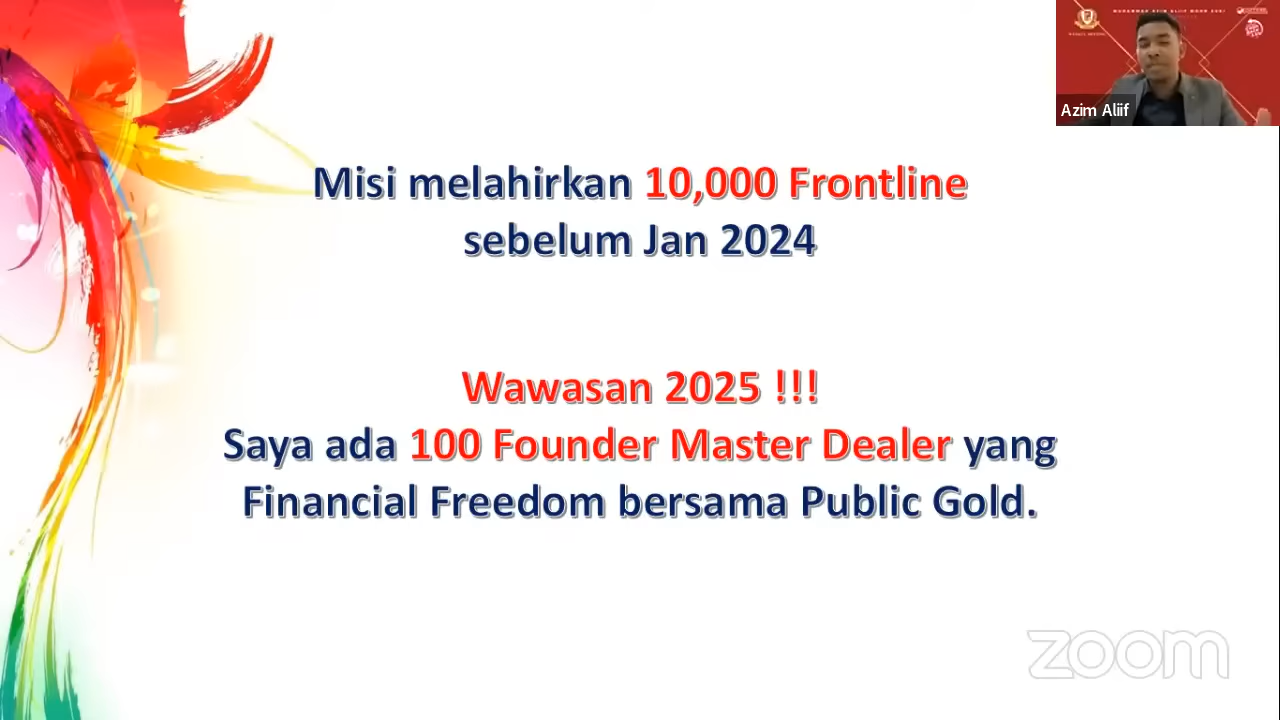 Azim Aliif
Misi melahirkan 10,000 Frontline
sebelum Jan 2024
Wawasan 2025 !!!
Saya ada 100 Founder Master Dealer yang
Financial Freedom bersama Public Gold.
zoom